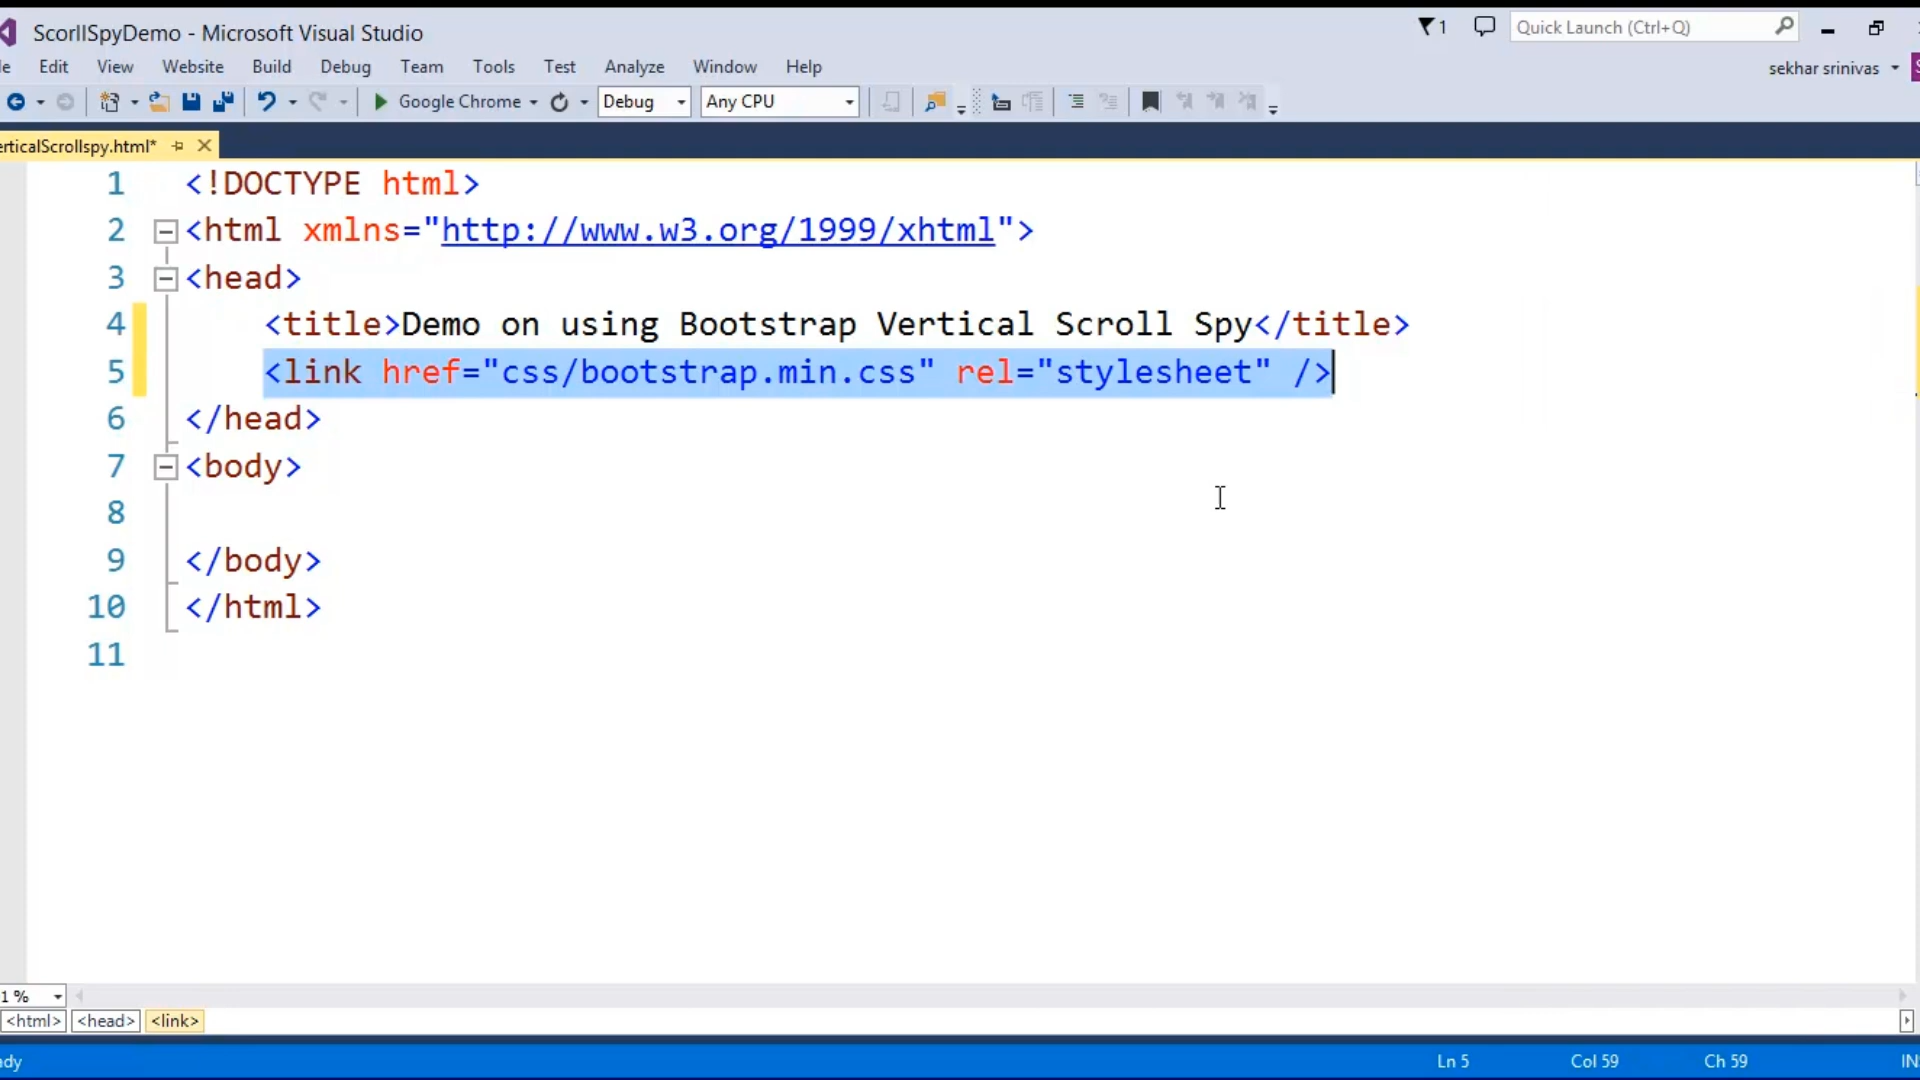 ScorllSpyDemo - Microsoft Visual Studio
1
Quick Launch (Ctrl+Q)
Edit View Website Build Debug Team Tools Test Analyze Window Help
sekhar srinivas
Google Chrome Debug Any CPU
erticalScrollspy.html*
1 <!DOCTYPE html>
2 <html xmlns="http://www.w3.org/1999/xhtml">
3 <head>
4 <title>Demo on using Bootstrap Vertical Scroll Spy</title>
5 <link href="css/bootstrap.min.css" rel="stylesheet" />
6 </head>
7 <body>
8
9 </body>
10 </html>
11
1 %
<html> <head> <link>
dy Ln 5 Col 59 Ch 59 IN